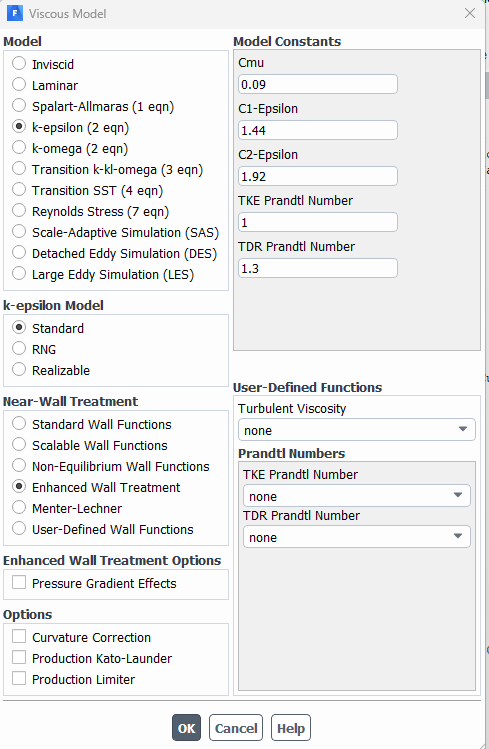 Viscous Model
Model
Inviscid
Laminar
Spalart-Allmaras (1 eqn)
k-epsilon (2 eqn)
k-omega (2 eqn)
Transition k-kl-omega (3 eqn)
Transition SST (4 eqn)
Reynolds Stress (7 eqn)
Scale-Adaptive Simulation (SAS)
Detached Eddy Simulation (DES)
Large Eddy Simulation (LES)
k-epsilon Model
Standard
RNG
Realizable
Near-Wall Treatment
Standard Wall Functions
Scalable Wall Functions
Non-Equilibrium Wall Functions
Enhanced Wall Treatment
Menter-Lechner
User-Defined Wall Functions
Enhanced Wall Treatment Options
Pressure Gradient Effects
Options
Curvature Correction
Production Kato-Launder
Production Limiter
Model Constants
Cmu
0.09
C1-Epsilon
1.44
C2-Epsilon
1.92
TKE Prandtl Number
1
TDR Prandtl Number
1.3
User-Defined Functions
Turbulent Viscosity
none
Prandtl Numbers
TKE Prandtl Number
none
TDR Prandtl Number
none
OK
Cancel
Help